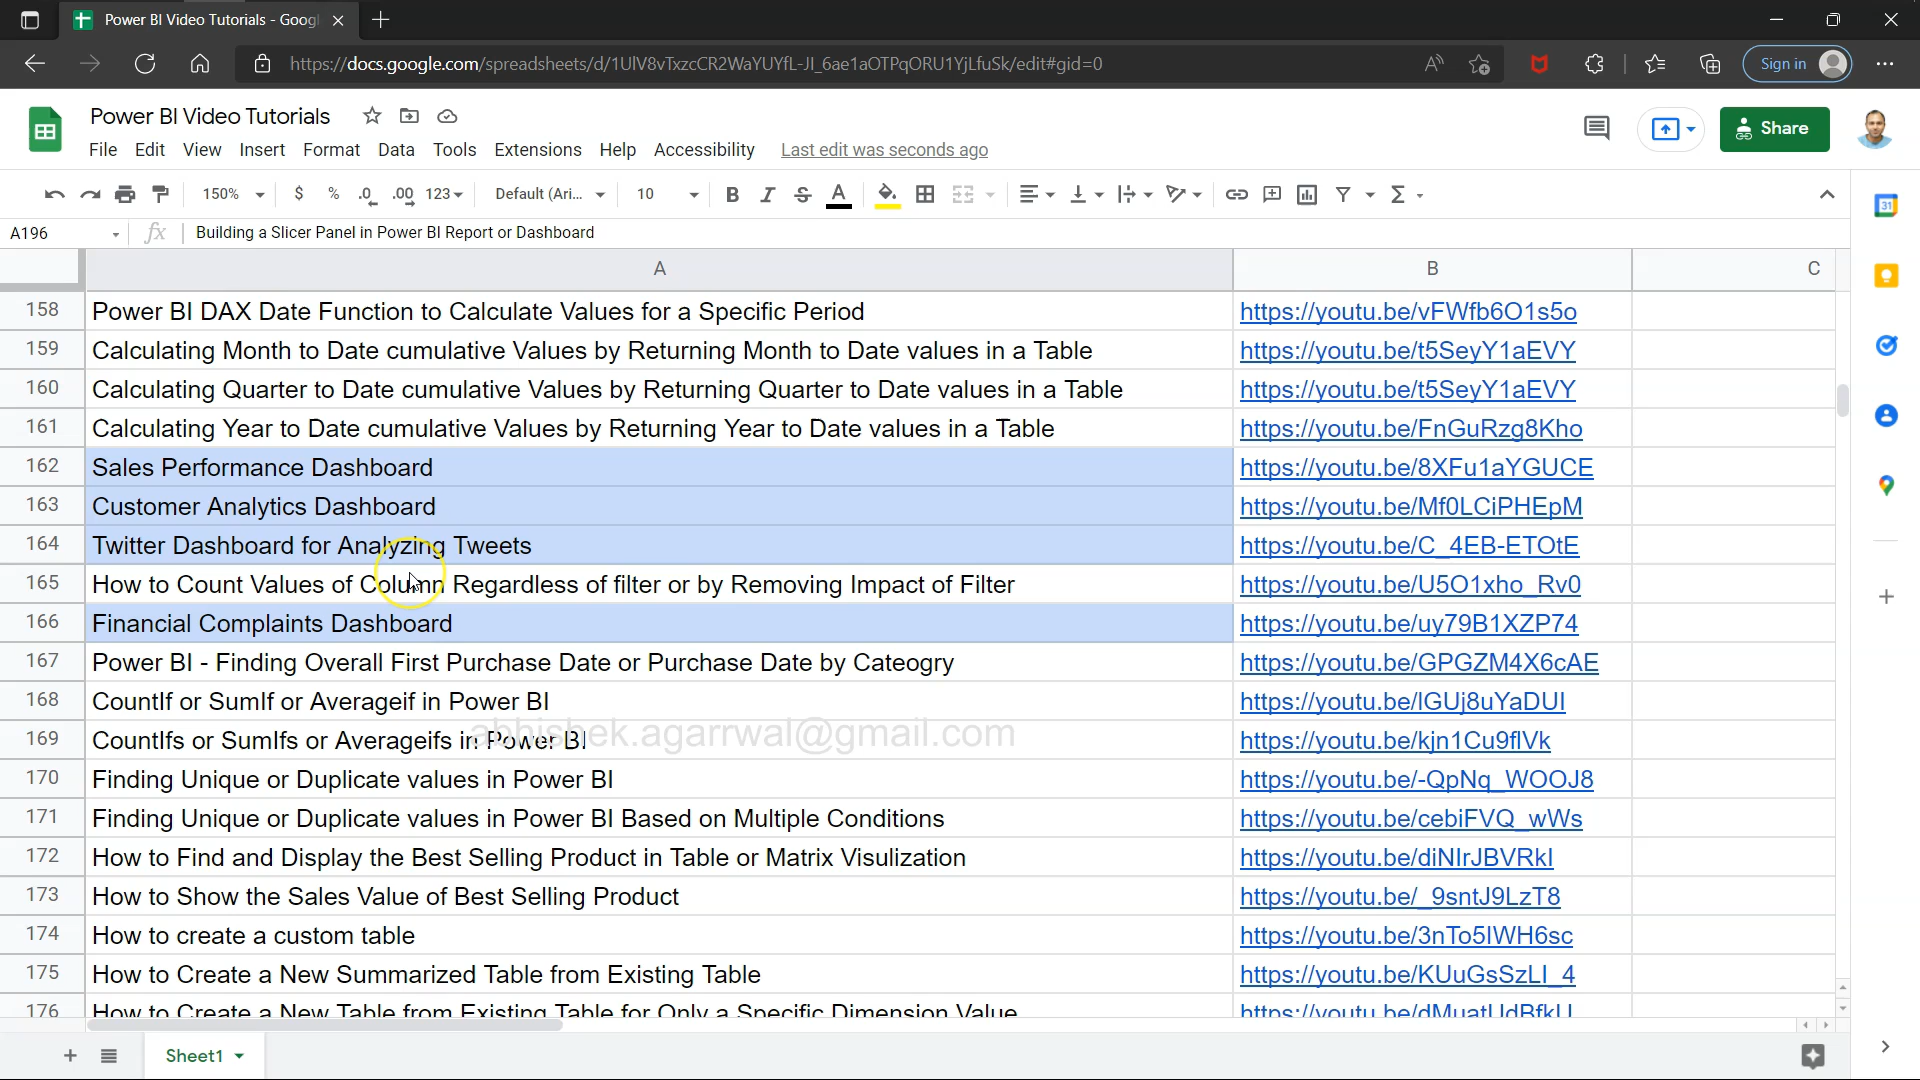 Power BI Video Tutorials - Googl
https://docs.google.com/spreadsheets/d/1UlV8vTxzcCR2WaYUYfL-JI_6ae1aOTPqORU1YjLfuSk/edit#gid=0
Sign in
Power BI Video Tutorials
File Edit View Insert Format Data Tools Extensions Help Accessibility Last edit was seconds ago
Share
150% $ % .0 .00 123 Default (Ari... 10 B I S A
31
A196 fx Building a Slicer Panel in Power BI Report or Dashboard
A B C
158 Power BI DAX Date Function to Calculate Values for a Specific Period https://youtu.be/vFWfb6O1s5o
159 Calculating Month to Date cumulative Values by Returning Month to Date values in a Table https://youtu.be/t5SeyY1aEVY
160 Calculating Quarter to Date cumulative Values by Returning Quarter to Date values in a Table https://youtu.be/t5SeyY1aEVY
161 Calculating Year to Date cumulative Values by Returning Year to Date values in a Table https://youtu.be/FnGuRzg8Kho
162 Sales Performance Dashboard https://youtu.be/8XFu1aYGUCE
163 Customer Analytics Dashboard https://youtu.be/Mf0LCiPHEpM
164 Twitter Dashboard for Analyzing Tweets https://youtu.be/C_4EB-ETOtE
165 How to Count Values of Column Regardless of filter or by Removing Impact of Filter https://youtu.be/U5O1xho_Rv0
166 Financial Complaints Dashboard https://youtu.be/uy79B1XZP74
167 Power BI - Finding Overall First Purchase Date or Purchase Date by Cateogry https://youtu.be/GPGZM4X6cAE
168 CountIf or SumIf or Averageif in Power BI https://youtu.be/lGUj8uYaDUI
abhishek.agarrwal@gmail.com
169 CountIfs or SumIfs or Averageifs in Power BI https://youtu.be/kjn1Cu9flVk
170 Finding Unique or Duplicate values in Power BI https://youtu.be/-QpNq_WOOJ8
171 Finding Unique or Duplicate values in Power BI Based on Multiple Conditions https://youtu.be/cebiFVQ_wWs
172 How to Find and Display the Best Selling Product in Table or Matrix Visulization https://youtu.be/diNIrJBVRkI
173 How to Show the Sales Value of Best Selling Product https://youtu.be/_9sntJ9LzT8
174 How to create a custom table https://youtu.be/3nTo5IWH6sc
175 How to Create a New Summarized Table from Existing Table https://youtu.be/KUuGsSzLI_4
176 How to Create a New Table from Existing Table for Only a Specific Dimension Value https://youtu.be/dMuatUdBfkU
Sheet1